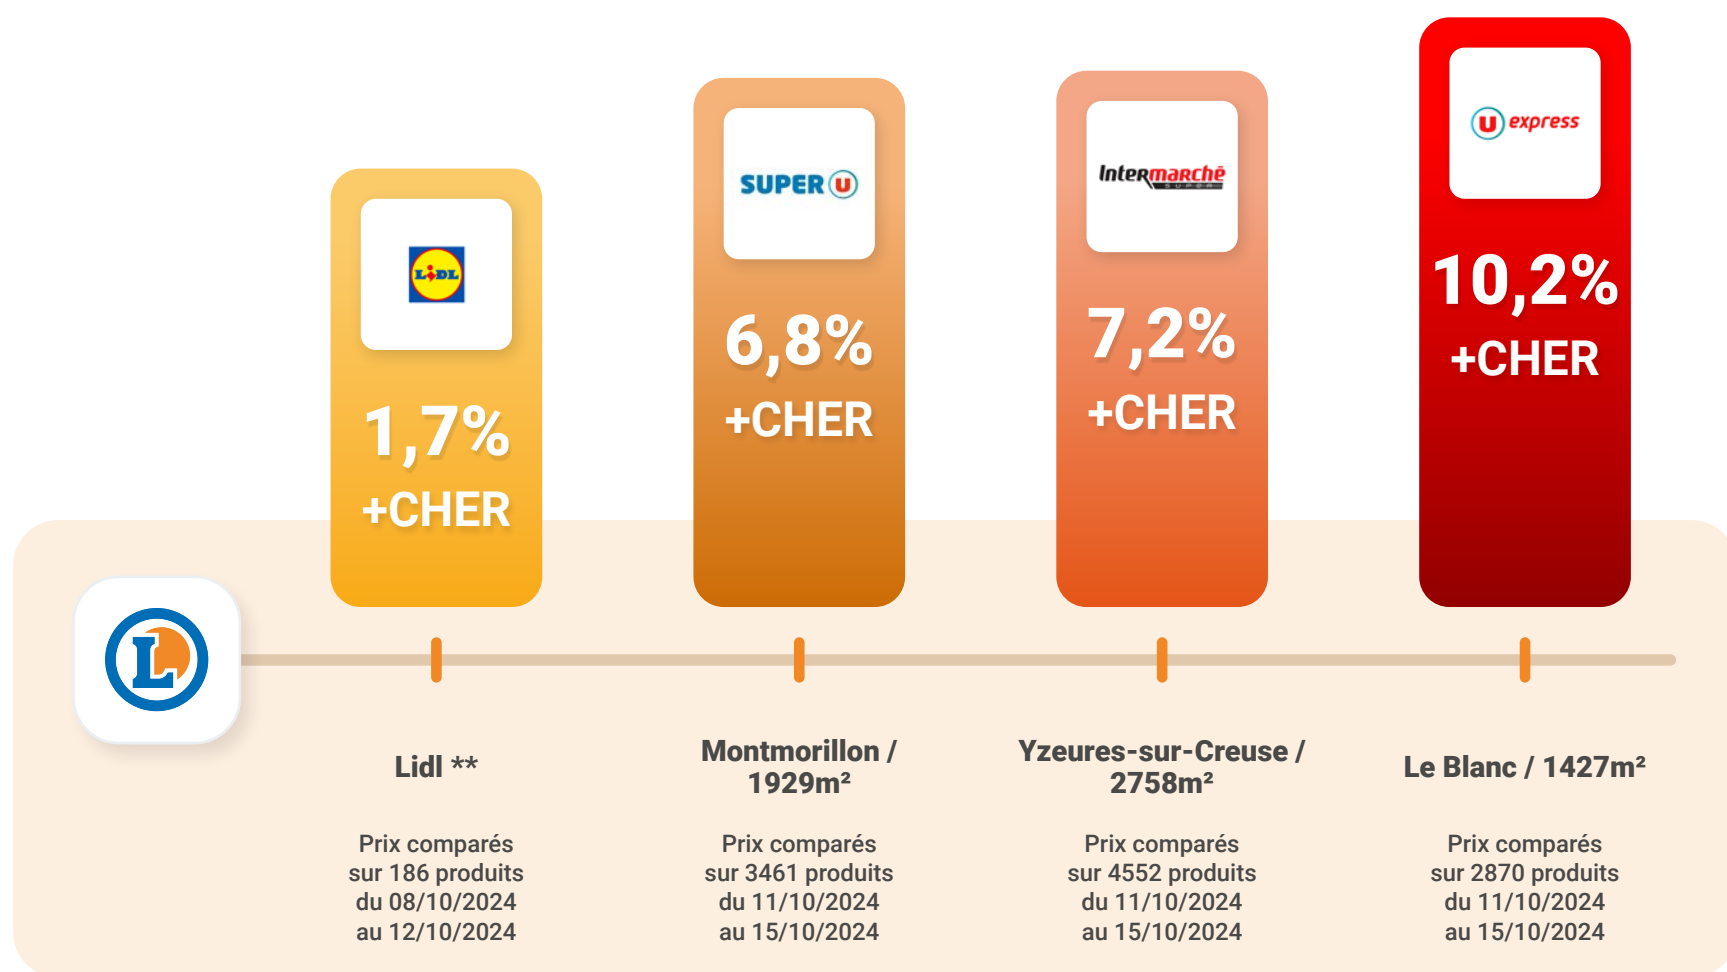 LIDL
1,7%
+CHER
SUPER U
6,8%
+CHER
Intermarchē
SUPER
7,2%
+CHER
U express
10,2%
+CHER
L
Lidl **
Prix comparés
sur 186 produits
du 08/10/2024
au 12/10/2024
Montmorillon /
1929m²
Prix comparés
sur 3461 produits
du 11/10/2024
au 15/10/2024
Yzeures-sur-Creuse /
2758m²
Prix comparés
sur 4552 produits
du 11/10/2024
au 15/10/2024
Le Blanc / 1427m²
Prix comparés
sur 2870 produits
du 11/10/2024
au 15/10/2024